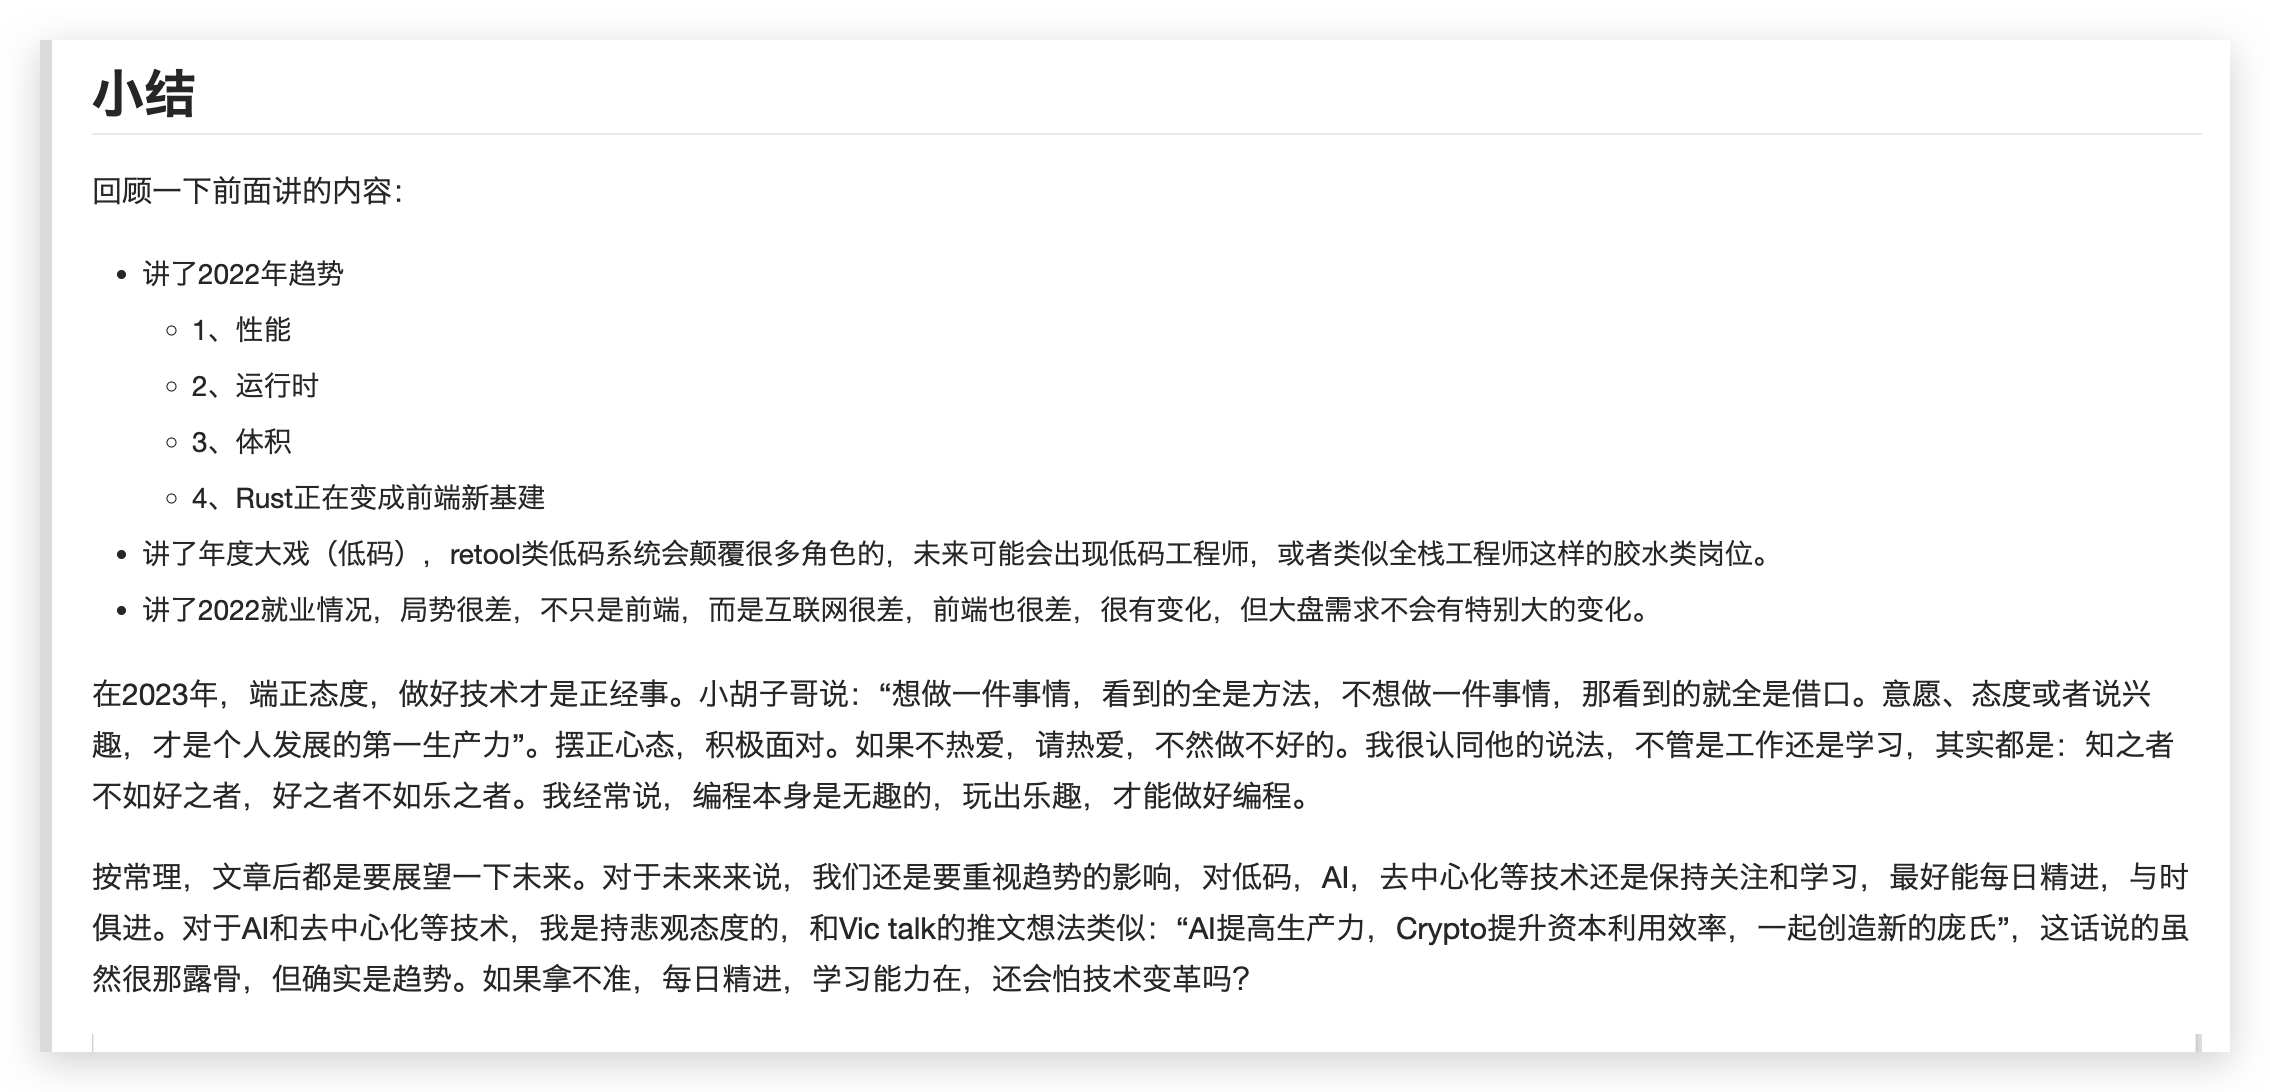 小结
回顾一下前面讲的内容：
讲了2022年趋势
1、性能
2、运行时
3、体积
4、Rust正在变成前端新基建
讲了年度大戏（低码），retool类低码系统会颠覆很多角色的，未来可能会出现低码工程师，或者类似全栈工程师这样的胶水类岗位。
讲了2022就业情况，局势很差，不只是前端，而是互联网很差，前端也很差，很有变化，但大盘需求不会有特别大的变化。
在2023年，端正态度，做好技术才是正经事。小胡子哥说：“想做一件事情，看到的全是方法，不想做一件事情，那看到的就全是借口。意愿、态度或者说兴
趣，才是个人发展的第一生产力”。摆正心态，积极面对。如果不热爱，请热爱，不然做不好的。我很认同他的说法，不管是工作还是学习，其实都是：知之者
不如好之者，好之者不如乐之者。我经常说，编程本身是无趣的，玩出乐趣，才能做好编程。
按常理，文章后都是要展望一下未来。对于未来来说，我们还是要重视趋势的影响，对低码，AI，去中心化等技术还是保持关注和学习，最好能每日精进，与时
俱进。对于AI和去中心化等技术，我是持悲观态度的，和Vic talk的推文想法类似：“AI提高生产力，Crypto提升资本利用效率，一起创造新的庞氏”，这话说的虽
然很那露骨，但确实是趋势。如果拿不准，每日精进，学习能力在，还会怕技术变革吗？